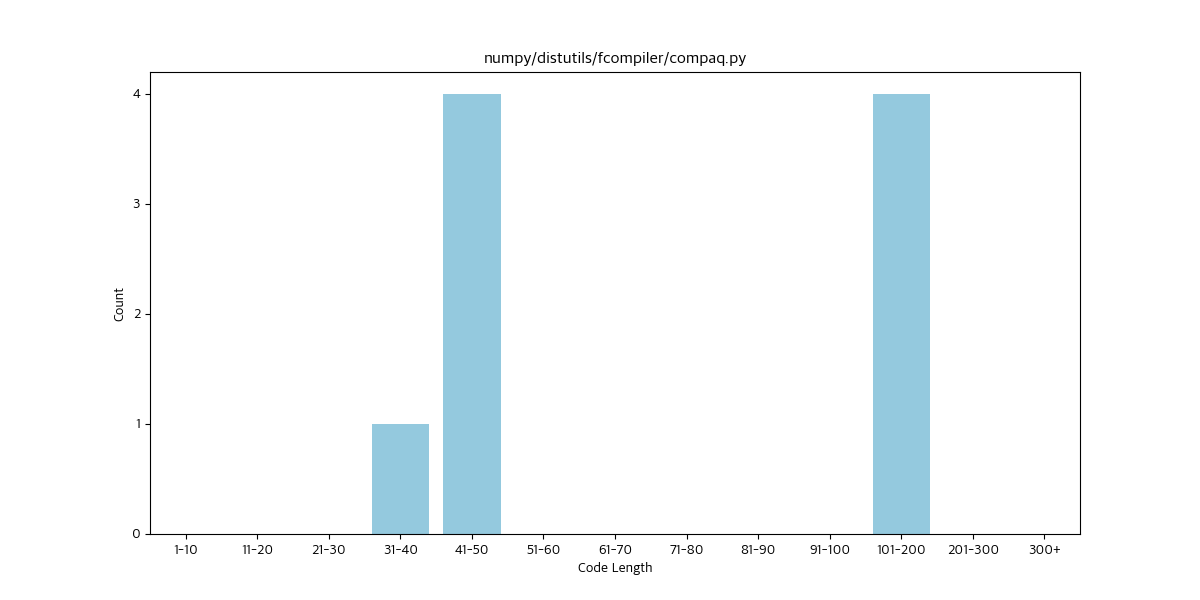 numpy/distutils/fcompiler/compaq.py
4
3
2
1
0
Count
1-10 11-20 21-30 31-40 41-50 51-60 61-70 71-80 81-90 91-100 101-200 201-300 300+
Code Length